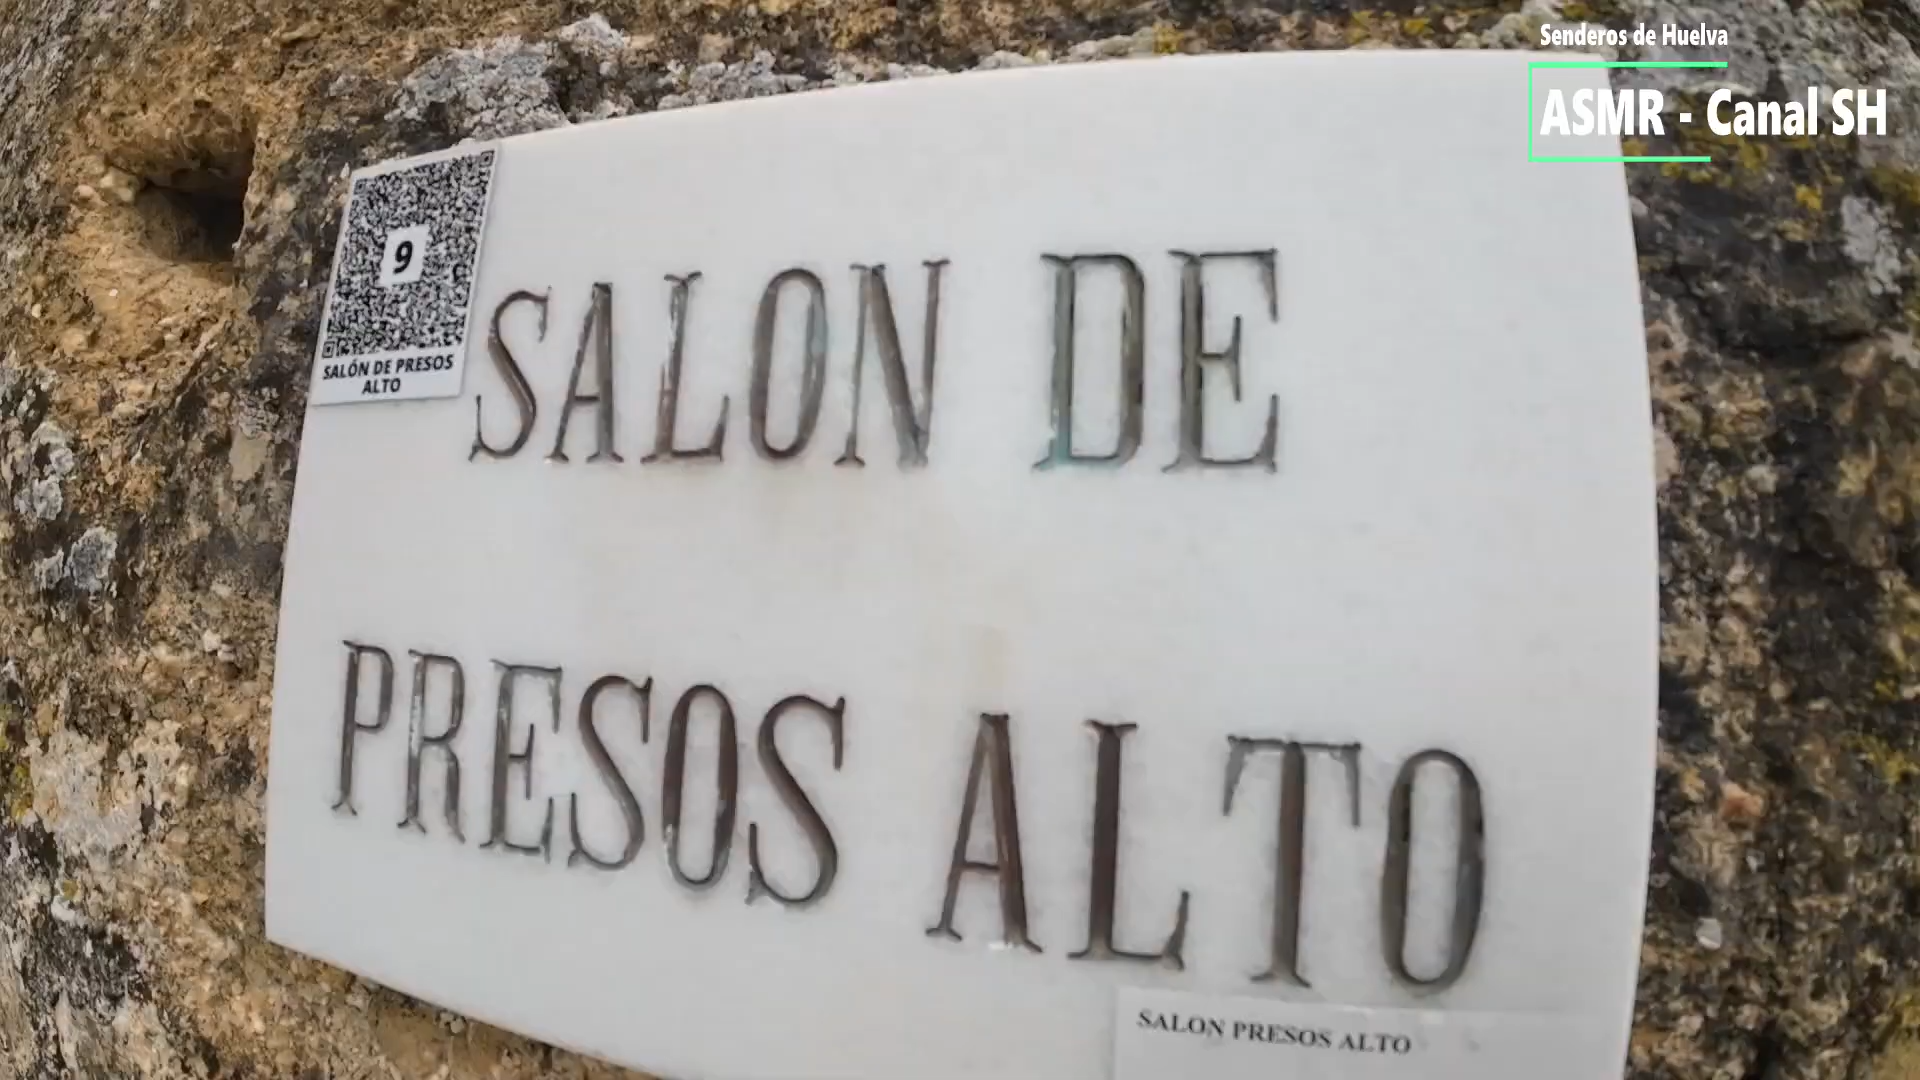 Senderos de Huelva
ASMR - Canal SH
9
SALÓN DE PRESOS
ALTO
SALON DE
PRESOS ALTO
SALON PRESOS ALTO